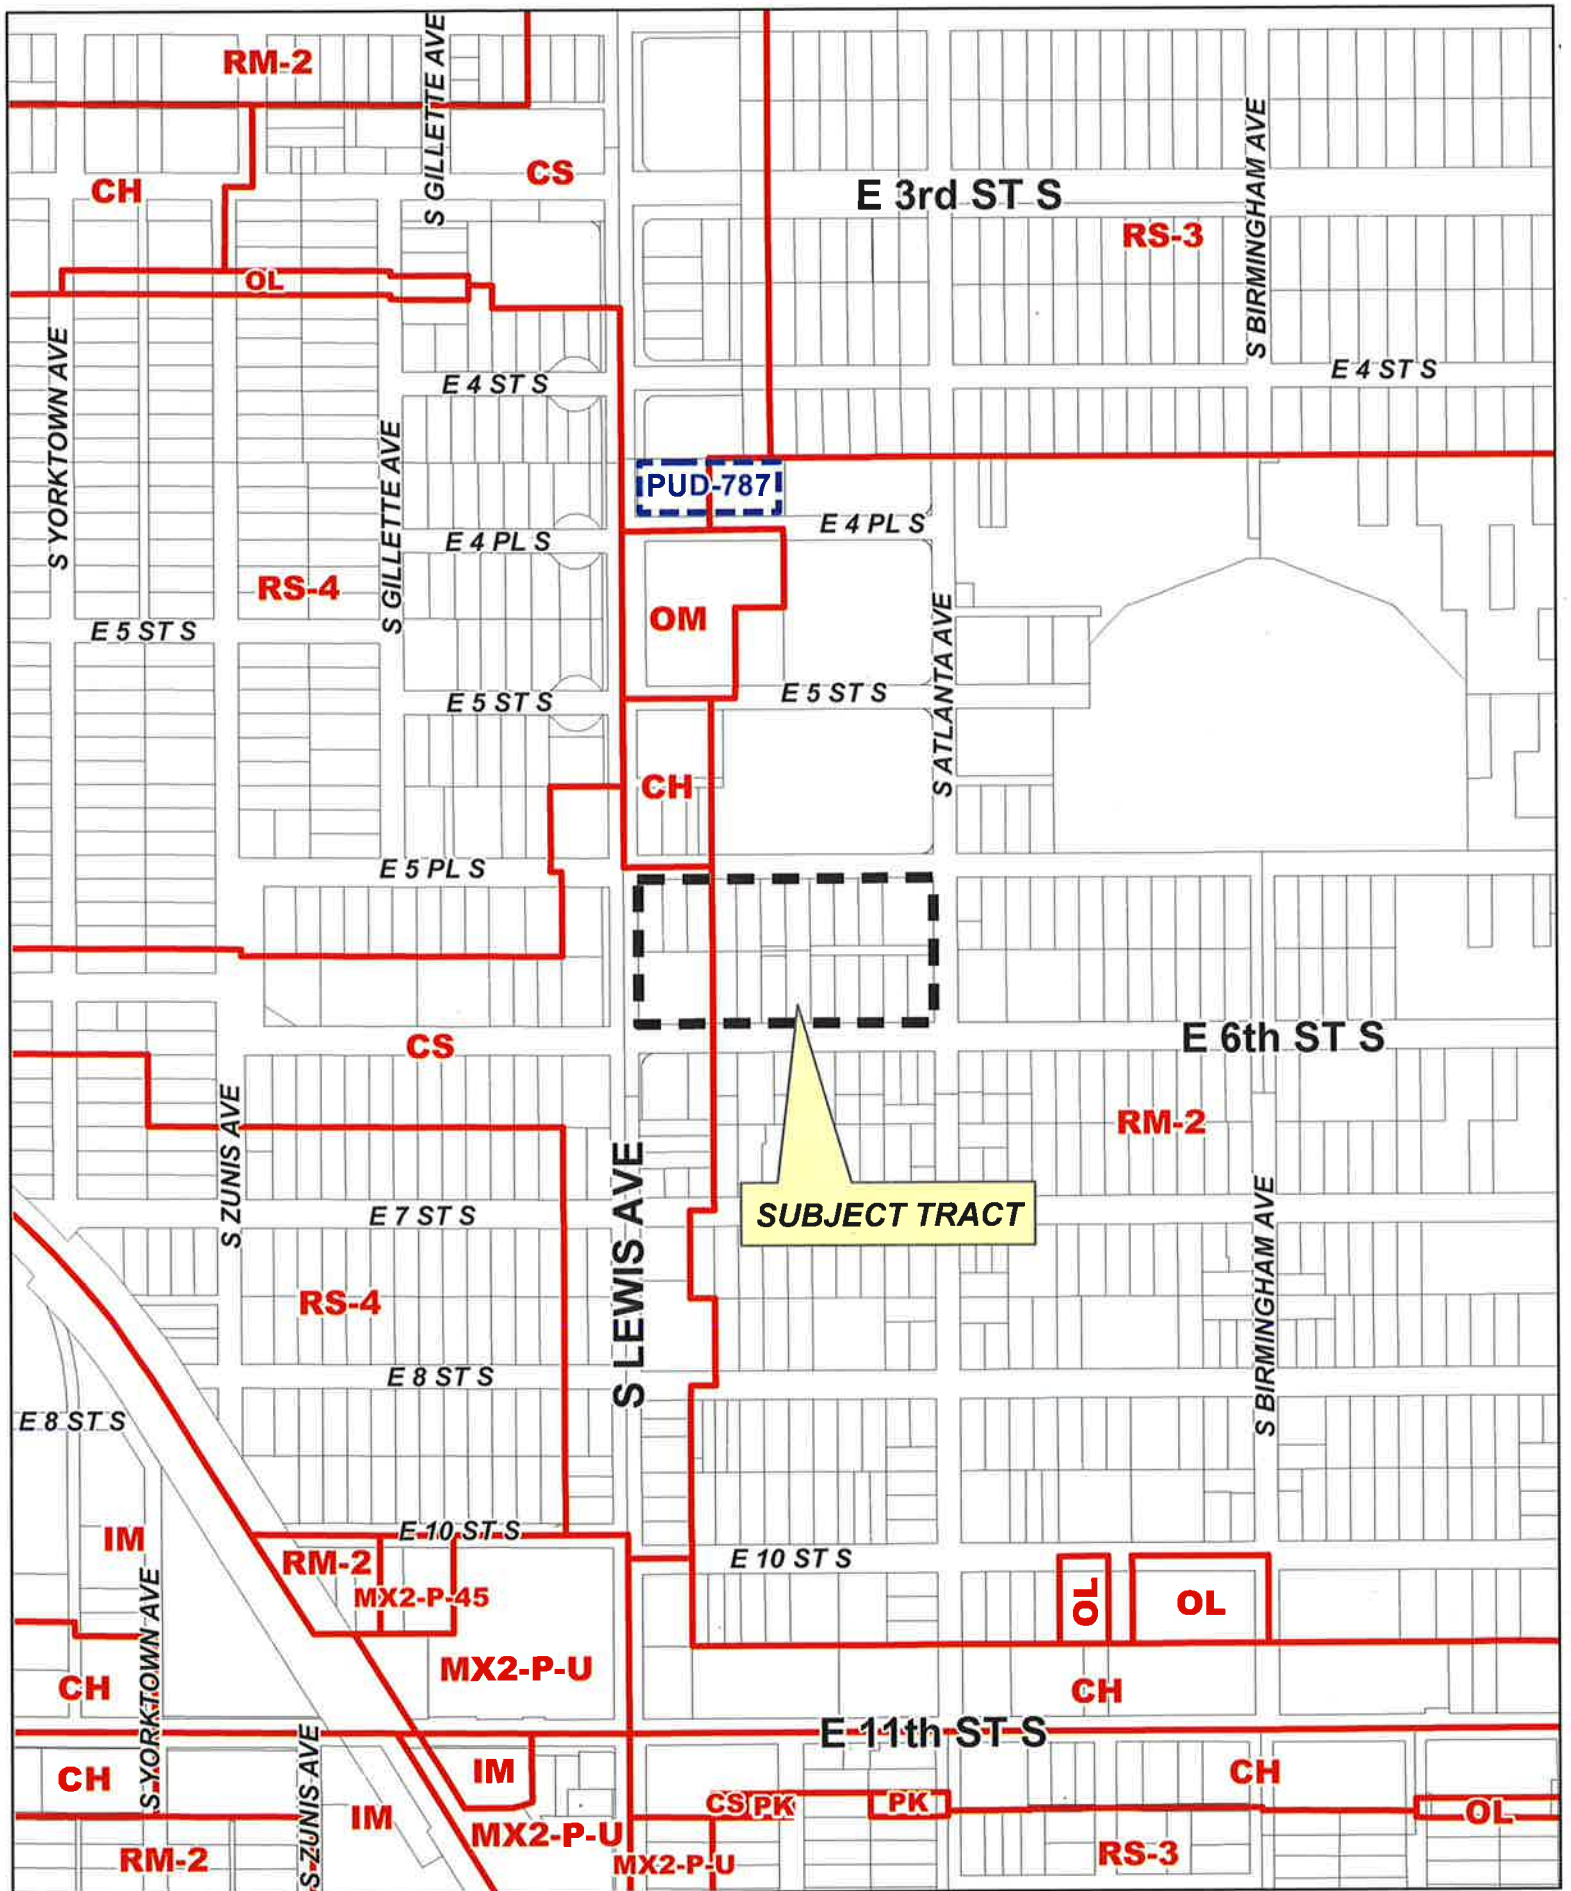 RM-2
S GILLETTE AVE
CH
CS
E 3rd ST S
RS-3
S BIRMINGHAM AVE
OL
S YORKTOWN AVE
E 4 ST S
E 4 ST S
S GILLETTE AVE
PUD-787
E 4 PL S
E 4 PL S
RS-4
OM
E 5 ST S
S ATLANTA AVE
E 5 ST S
E 5 ST S
CH
E 5 PL S
CS
E 6th ST S
RM-2
S ZUNIS AVE
S LEWIS AVE
E 7 ST S
SUBJECT TRACT
S BIRMINGHAM AVE
RS-4
E 8 ST S
E 8 ST S
IM
E 10 ST S
RM-2
E 10 ST S
MX2-P-45
OL
OL
S YORKTOWN AVE
MX2-P-U
CH
CH
E 11th ST S
CH
S ZUNIS AVE
IM
CH
CS
PK
PK
OL
IM
MX2-P-U
RM-2
MX2-P-U
RS-3